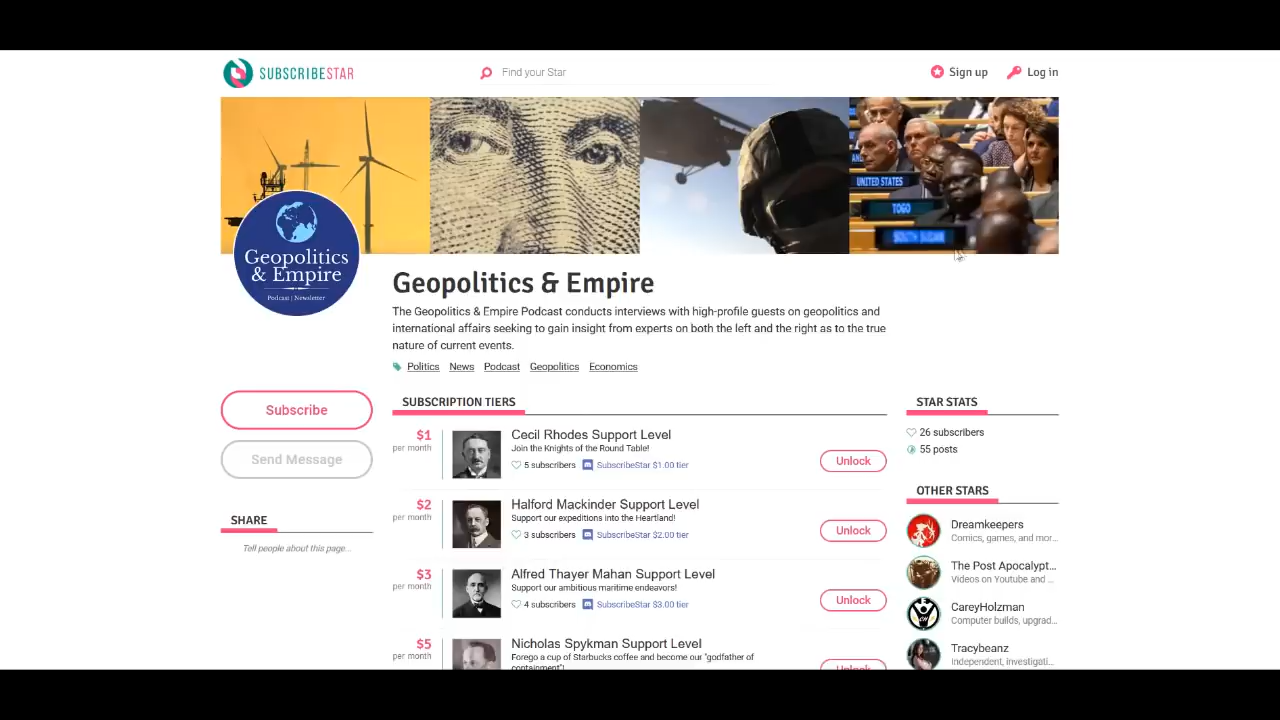 SUBSCRIBESTAR
Find your Star
Sign up
Log in
UNITED STATES
TOGO
SOUTH SUDAN
Geopolitics
& Empire
Podcast | Newsletter
Geopolitics & Empire
The Geopolitics & Empire Podcast conducts interviews with high-profile guests on geopolitics and
international affairs seeking to gain insight from experts on both the left and the right as to the true
nature of current events.
Politics News Podcast Geopolitics Economics
Subscribe
Send Message
SHARE
Tell people about this page...
SUBSCRIPTION TIERS
$1
per month
Cecil Rhodes Support Level
Join the Knights of the Round Table!
5 subscribers SubscribeStar $1.00 tier
Unlock
$2
per month
Halford Mackinder Support Level
Support our expeditions into the Heartland!
3 subscribers SubscribeStar $2.00 tier
Unlock
$3
per month
Alfred Thayer Mahan Support Level
Support our ambitious maritime endeavors!
4 subscribers SubscribeStar $3.00 tier
Unlock
$5
per month
Nicholas Spykman Support Level
Forego a cup of Starbucks coffee and become our "godfather of
containment"!
Unlock
STAR STATS
26 subscribers
55 posts
OTHER STARS
Dreamkeepers
Comics, games, and mor...
The Post Apocalypt...
Videos on Youtube and ...
CareyHolzman
Computer builds, upgrad...
Tracybeanz
Independent, investigati...